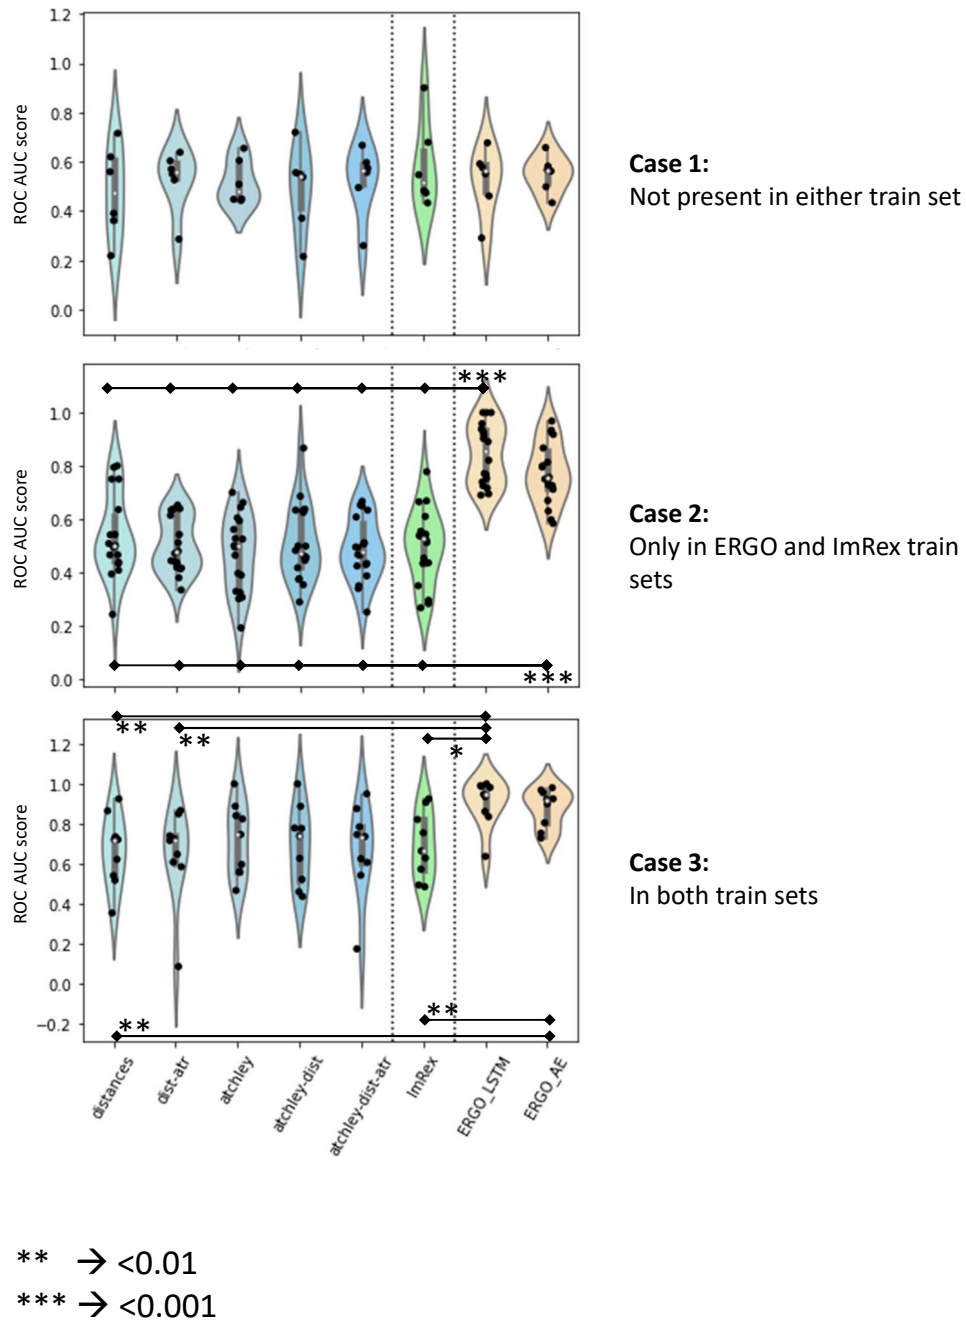 1.2
1.0
0.8
0.6
0.4
0.2
0.0
ROC AUC score
Case 1:
Not present in either train set
***
1.0
0.8
0.6
0.4
0.2
0.0
ROC AUC score
***
Case 2:
Only in ERGO and ImRex train
sets
**
**
*
1.2
1.0
0.8
0.6
0.4
0.2
0.0
−0.2
ROC AUC score
**
**
Case 3:
In both train sets
distances
dist-atr
atchley
atchley-dist
atchley-dist-atr
ImRex
ERGO_LSTM
ERGO_AE
** → <0.01
*** → <0.001